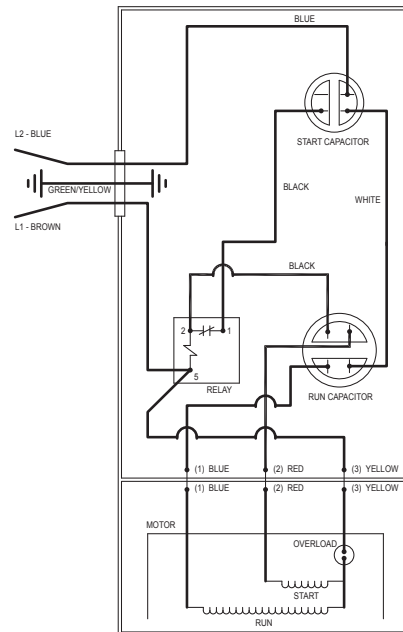 BLUE
L2 - BLUE
START CAPACITOR
GREEN/YELLOW
BLACK
WHITE
L1 - BROWN
BLACK
2
1
5
RELAY
RUN CAPACITOR
(1) BLUE
(2) RED
(3) YELLOW
(1) BLUE
(2) RED
(3) YELLOW
MOTOR
OVERLOAD
START
RUN